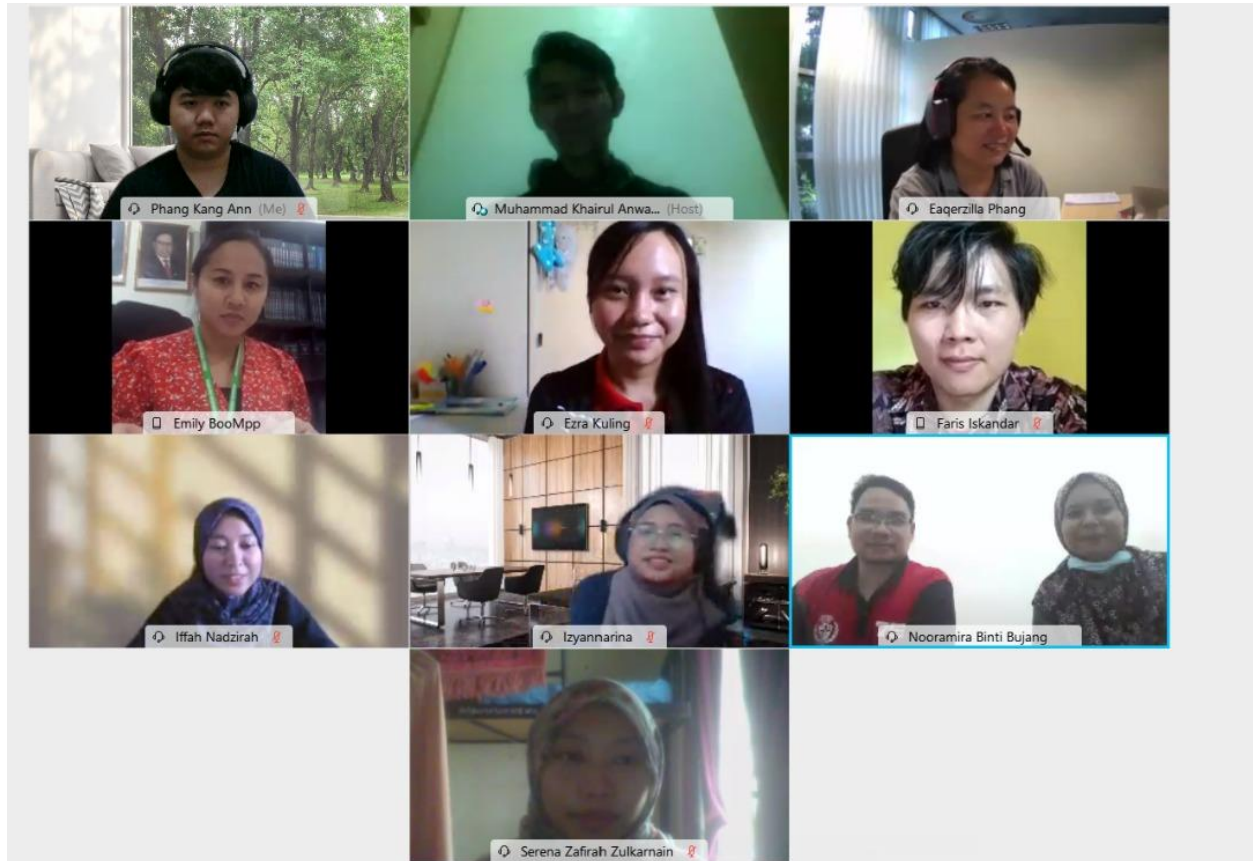 Phang Kang Ann (Me)
Muhammad Khairul Anwa... (Host)
Eaqerzilla Phang
Emily BooMpp
Ezra Kuling
Faris Iskandar
Iffah Nadzirah
Izyannarina
Nooramira Binti Bujang
Serena Zafirah Zulkarnain